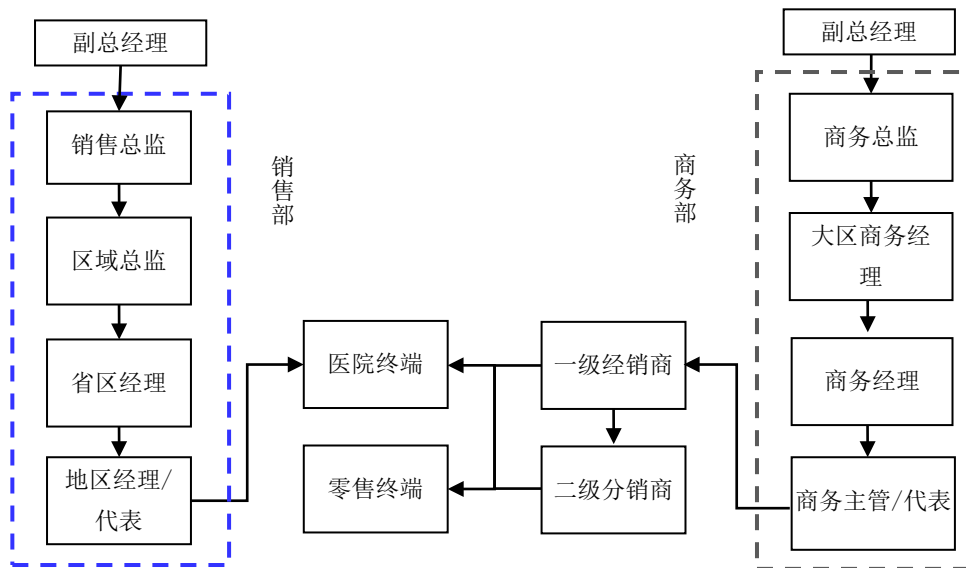 副总经理
销售总监
区域总监
省区经理
地区经理/
代表
销售部
医院终端
零售终端
一级经销商
二级分销商
商务部
副总经理
商务总监
大区商务经
理
商务经理
商务主管/代表